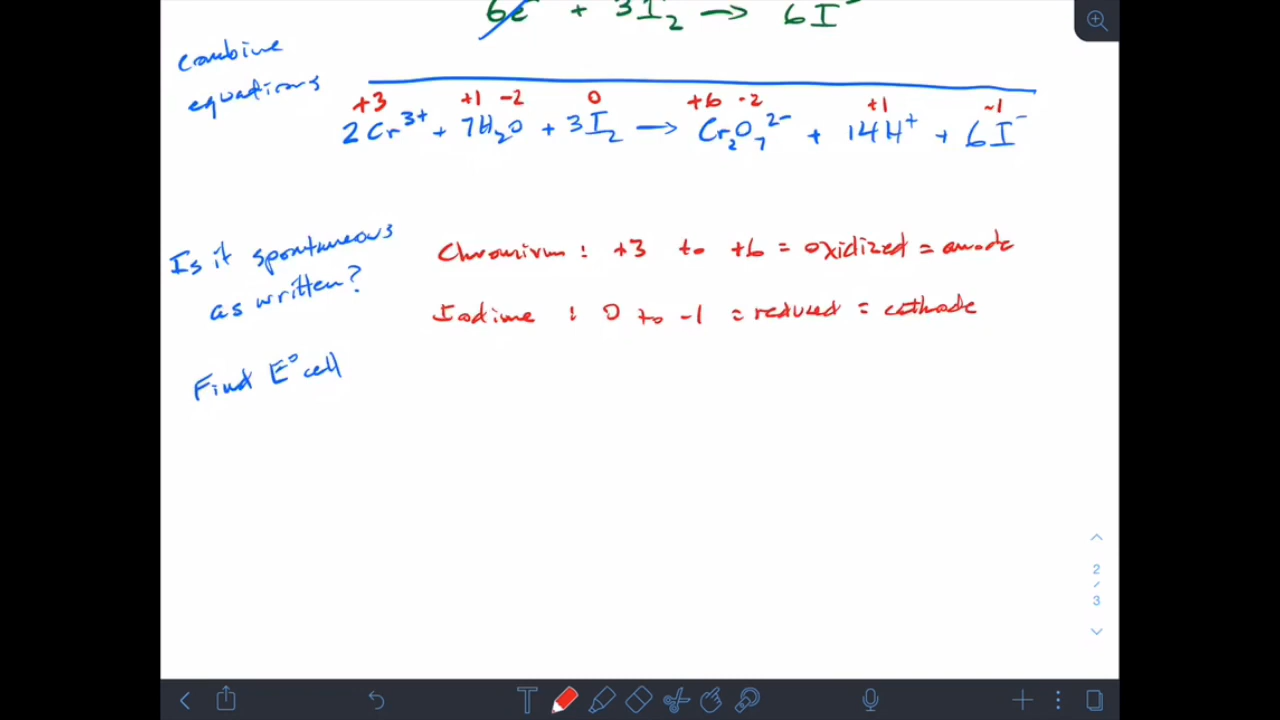 6e⁻ + 3I₂ → 6I⁻
Combine
equations
+3 +1 -2 0 +6 -2 +1 -1
2Cr³⁺ + 7H₂O + 3I₂ → Cr₂O₇²⁻ + 14H⁺ + 6I⁻
Is it spontaneous
as written?
Chromium : +3 to +6 = oxidized = anode
Iodine : 0 to -1 = reduced = cathode
Find E° cell
2
/
3
T